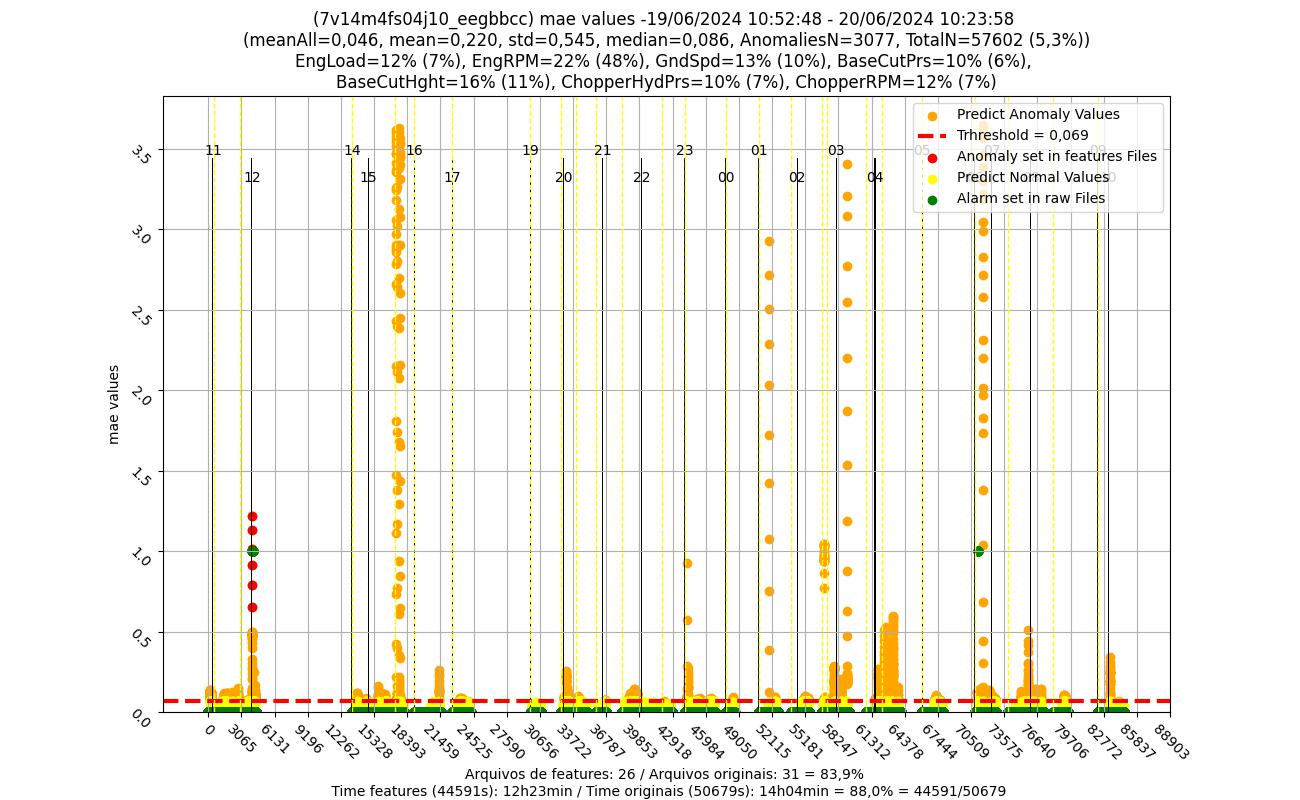 (7v14m4fs04j10_eegbbcc) mae values -19/06/2024 10:52:48 - 20/06/2024 10:23:58
(meanAll=0,046, mean=0,220, std=0,545, median=0,086, AnomaliesN=3077, TotalN=57602 (5,3%))
EngLoad=12% (7%), EngRPM=22% (48%), GndSpd=13% (10%), BaseCutPrs=10% (6%),
BaseCutHght=16% (11%), ChopperHydPrs=10% (7%), ChopperRPM=12% (7%)
Predict Anomaly Values
Trhreshold = 0,069
Anomaly set in features Files
Predict Normal Values
Alarm set in raw Files
11 14 16 19 21 23 01 03 05 07 09
12 15 17 20 22 00 02 04
3.5
3.0
2.5
2.0
1.5
1.0
0.5
0.0
mae values
0 3065 6131 9196 12262 15328 18393 21459 24525 27590 30656 33722 36787 39853 42918 45984 49050 52115 55181 58247 61312 64378 67444 70509 73575 76640 79706 82772 85837 88903
Arquivos de features: 26 / Arquivos originais: 31 = 83,9%
Time features (44591s): 12h23min / Time originais (50679s): 14h04min = 88,0% = 44591/50679